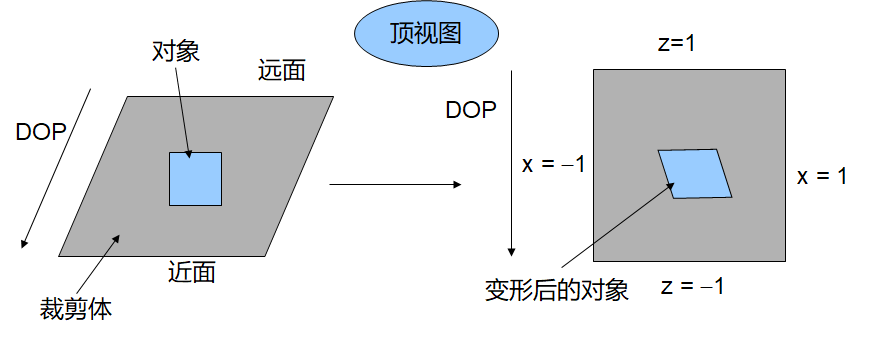 顶视图
对象
远面
DOP
近面
裁剪体
z=1
DOP
x = −1
x = 1
变形后的对象
z = −1